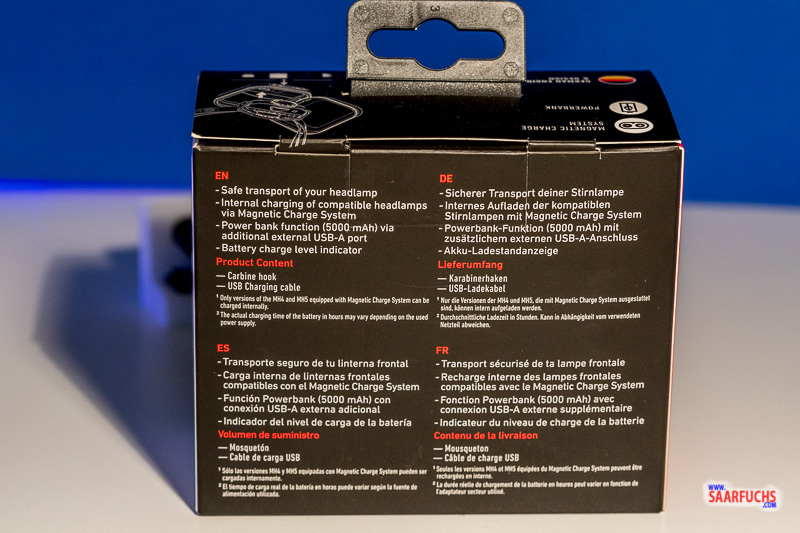 3
GERMAN ENGIN.
& DESIGN
POWERBANK
MAGNETIC CHARGE
SYSTEM
EN
- Safe transport of your headlamp
- Internal charging of compatible headlamps
via Magnetic Charge System
- Power bank function (5000 mAh) via
additional external USB-A port
- Battery charge level indicator
Product Content
— Carbine hook
— USB Charging cable
¹ Only versions of the MH4 and MH5 equipped with Magnetic Charge System can be
charged internally.
² The actual charging time of the battery in hours may vary depending on the used
power supply.
DE
- Sicherer Transport deiner Stirnlampe
- Internes Aufladen der kompatiblen
Stirnlampen mit Magnetic Charge System
- Powerbank-Funktion (5000 mAh) mit
zusätzlichem externen USB-A-Anschluss
- Akku-Ladestandanzeige
Lieferumfang
— Karabinerhaken
— USB-Ladekabel
¹ Nur die Versionen der MH4 und MH5, die mit Magnetic Charge System ausgestattet
sind, können intern aufgeladen werden.
² Durchschnittliche Ladezeit in Stunden. Kann in Abhängigkeit vom verwendeten
Netzteil abweichen.
ES
- Transporte seguro de tu linterna frontal
- Carga interna de linternas frontales
compatibles con el Magnetic Charge System
- Función Powerbank (5000 mAh) con
conexión USB-A externa adicional
- Indicador del nivel de carga de la batería
Volumen de suministro
— Mosquetón
— Cable de carga USB
¹ Sólo las versiones MH4 y MH5 equipadas con Magnetic Charge System pueden ser
cargadas internamente.
² El tiempo de carga real de la batería en horas puede variar según la fuente de
alimentación utilizada.
FR
- Transport sécurisé de ta lampe frontale
- Recharge interne des lampes frontales
compatibles avec le Magnetic Charge System
- Fonction Powerbank (5000 mAh) avec
connexion USB-A externe supplémentaire
- Indicateur du niveau de charge de la batterie
Contenu de la livraison
— Mousqueton
— Câble de charge USB
¹ Seules les versions MH4 et MH5 équipés du Magnetic Charge System peuvent être
rechargées en interne.
² La durée réelle de chargement de la batterie en heures peut varier en fonction de
l'adaptateur secteur utilisé.
WWW.
SAARFUCHS
.COM